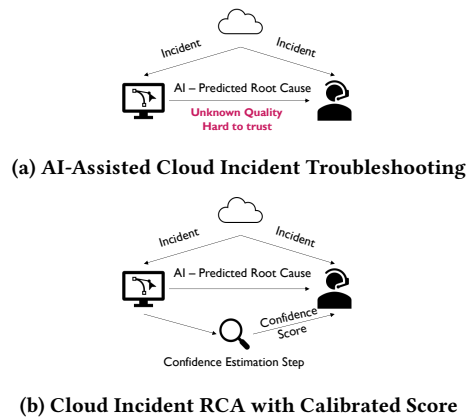 Incident
Incident
AI – Predicted Root Cause
Unknown Quality
Hard to trust
(a) AI-Assisted Cloud Incident Troubleshooting
Incident
Incident
AI – Predicted Root Cause
Confidence
Score
Confidence Estimation Step
(b) Cloud Incident RCA with Calibrated Score